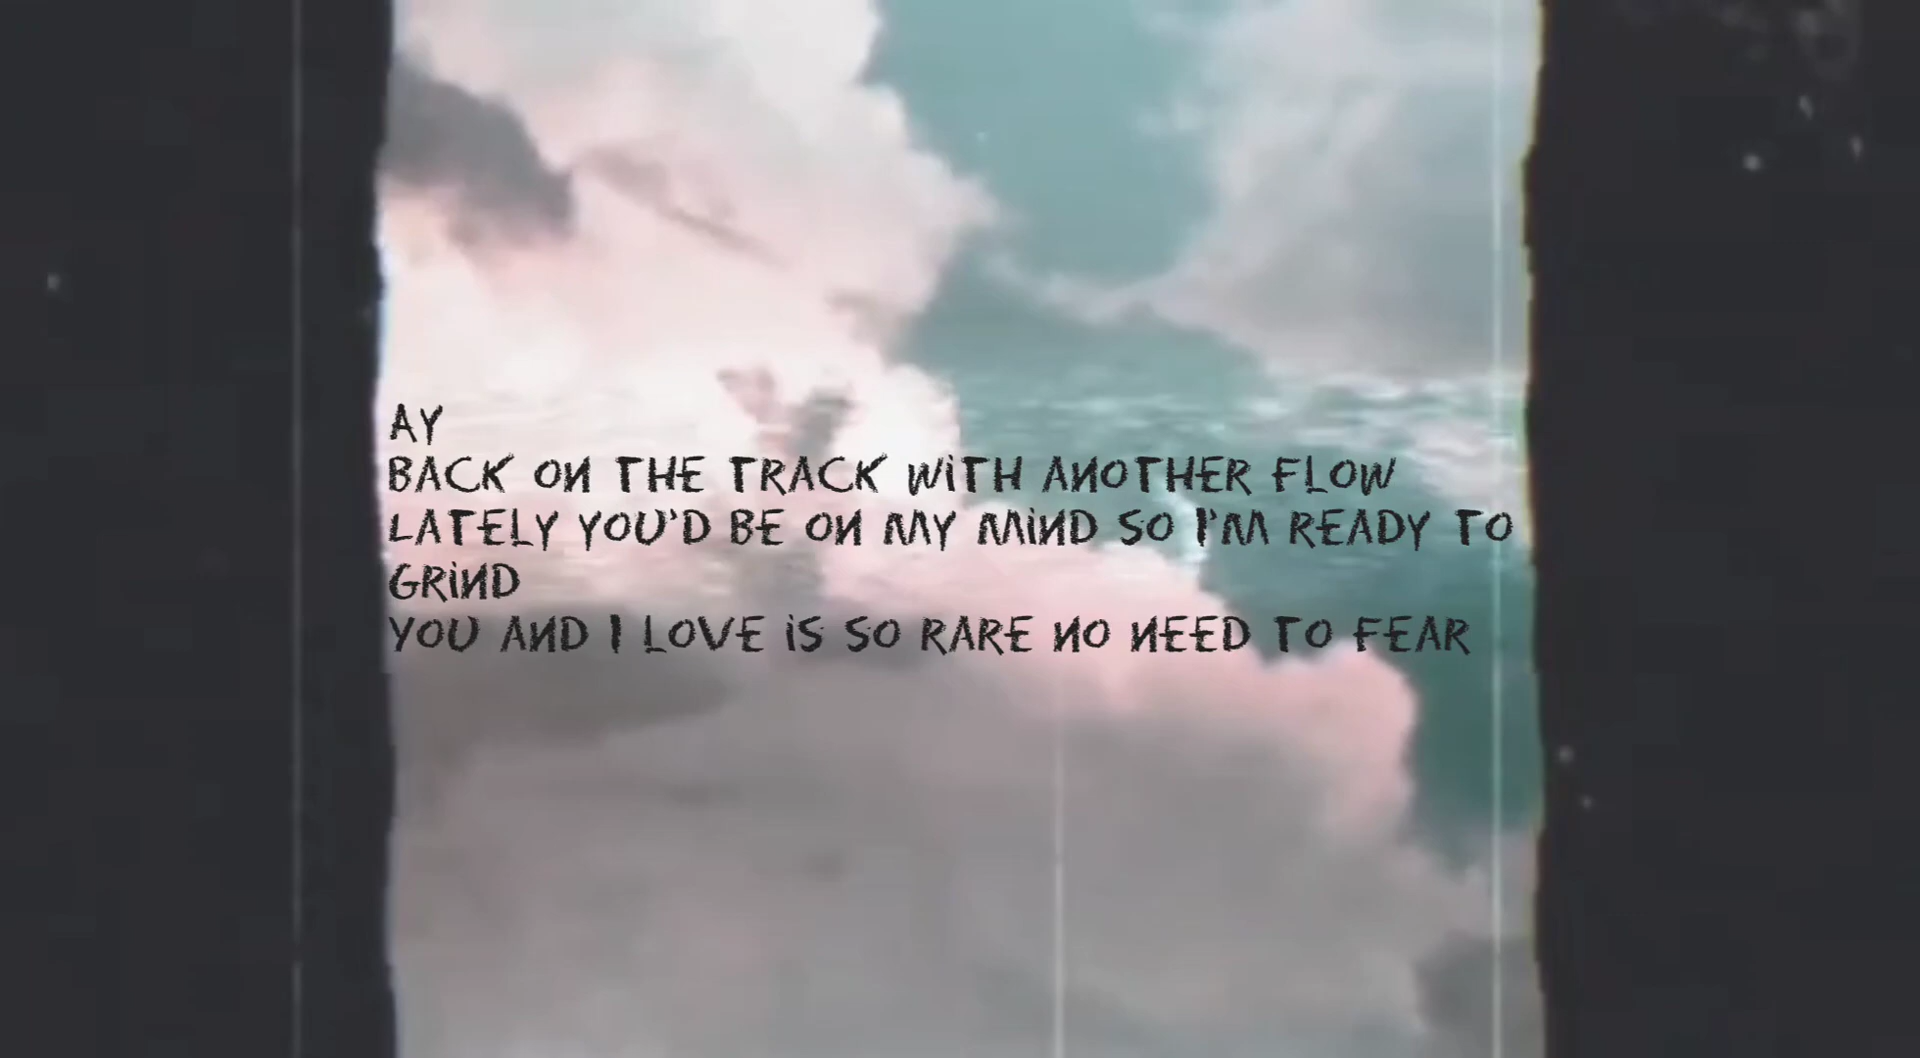 AY
BACK ON THE TRACK WITH ANOTHER FLOW
LATELY YOU'D BE ON MY MIND SO I'M READY TO
GRIND
YOU AND I LOVE IS SO RARE NO NEED TO FEAR